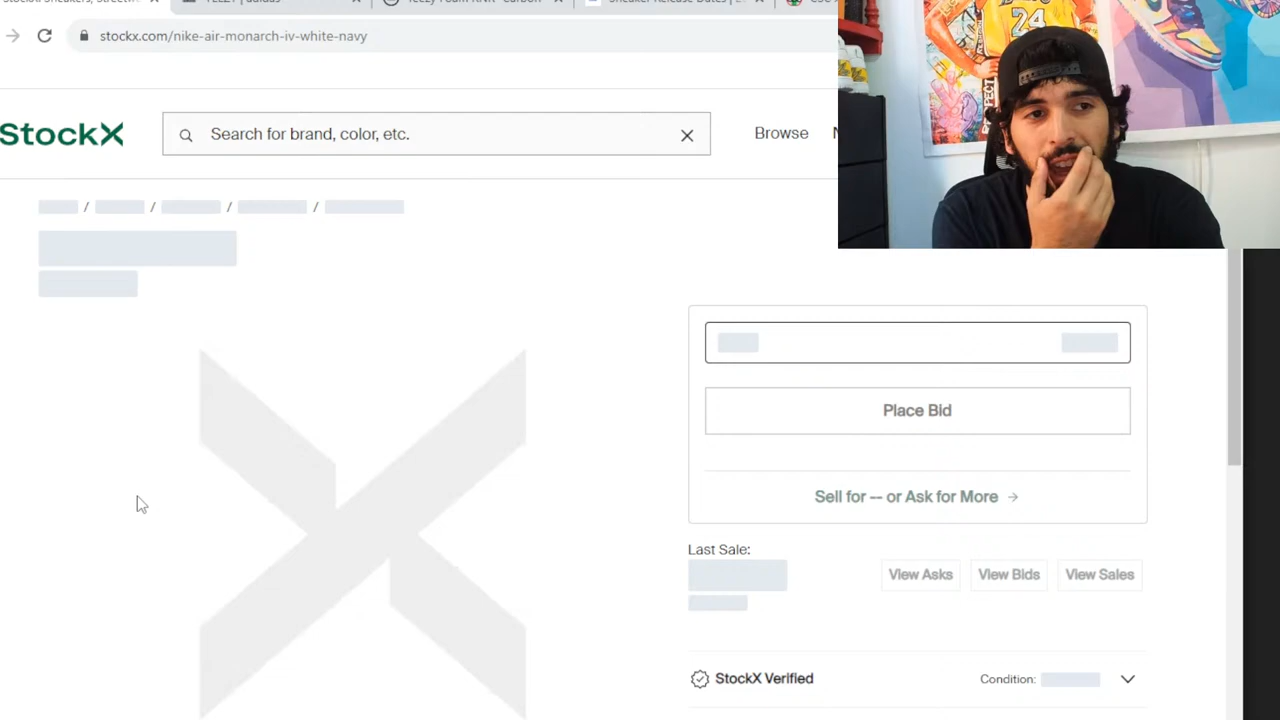 stockx.com/nike-air-monarch-iv-white-navy
StockX
Search for brand, color, etc.
Browse
24
Place Bid
Sell for -- or Ask for More
Last Sale:
View Asks
View Bids
View Sales
StockX Verified
Condition: